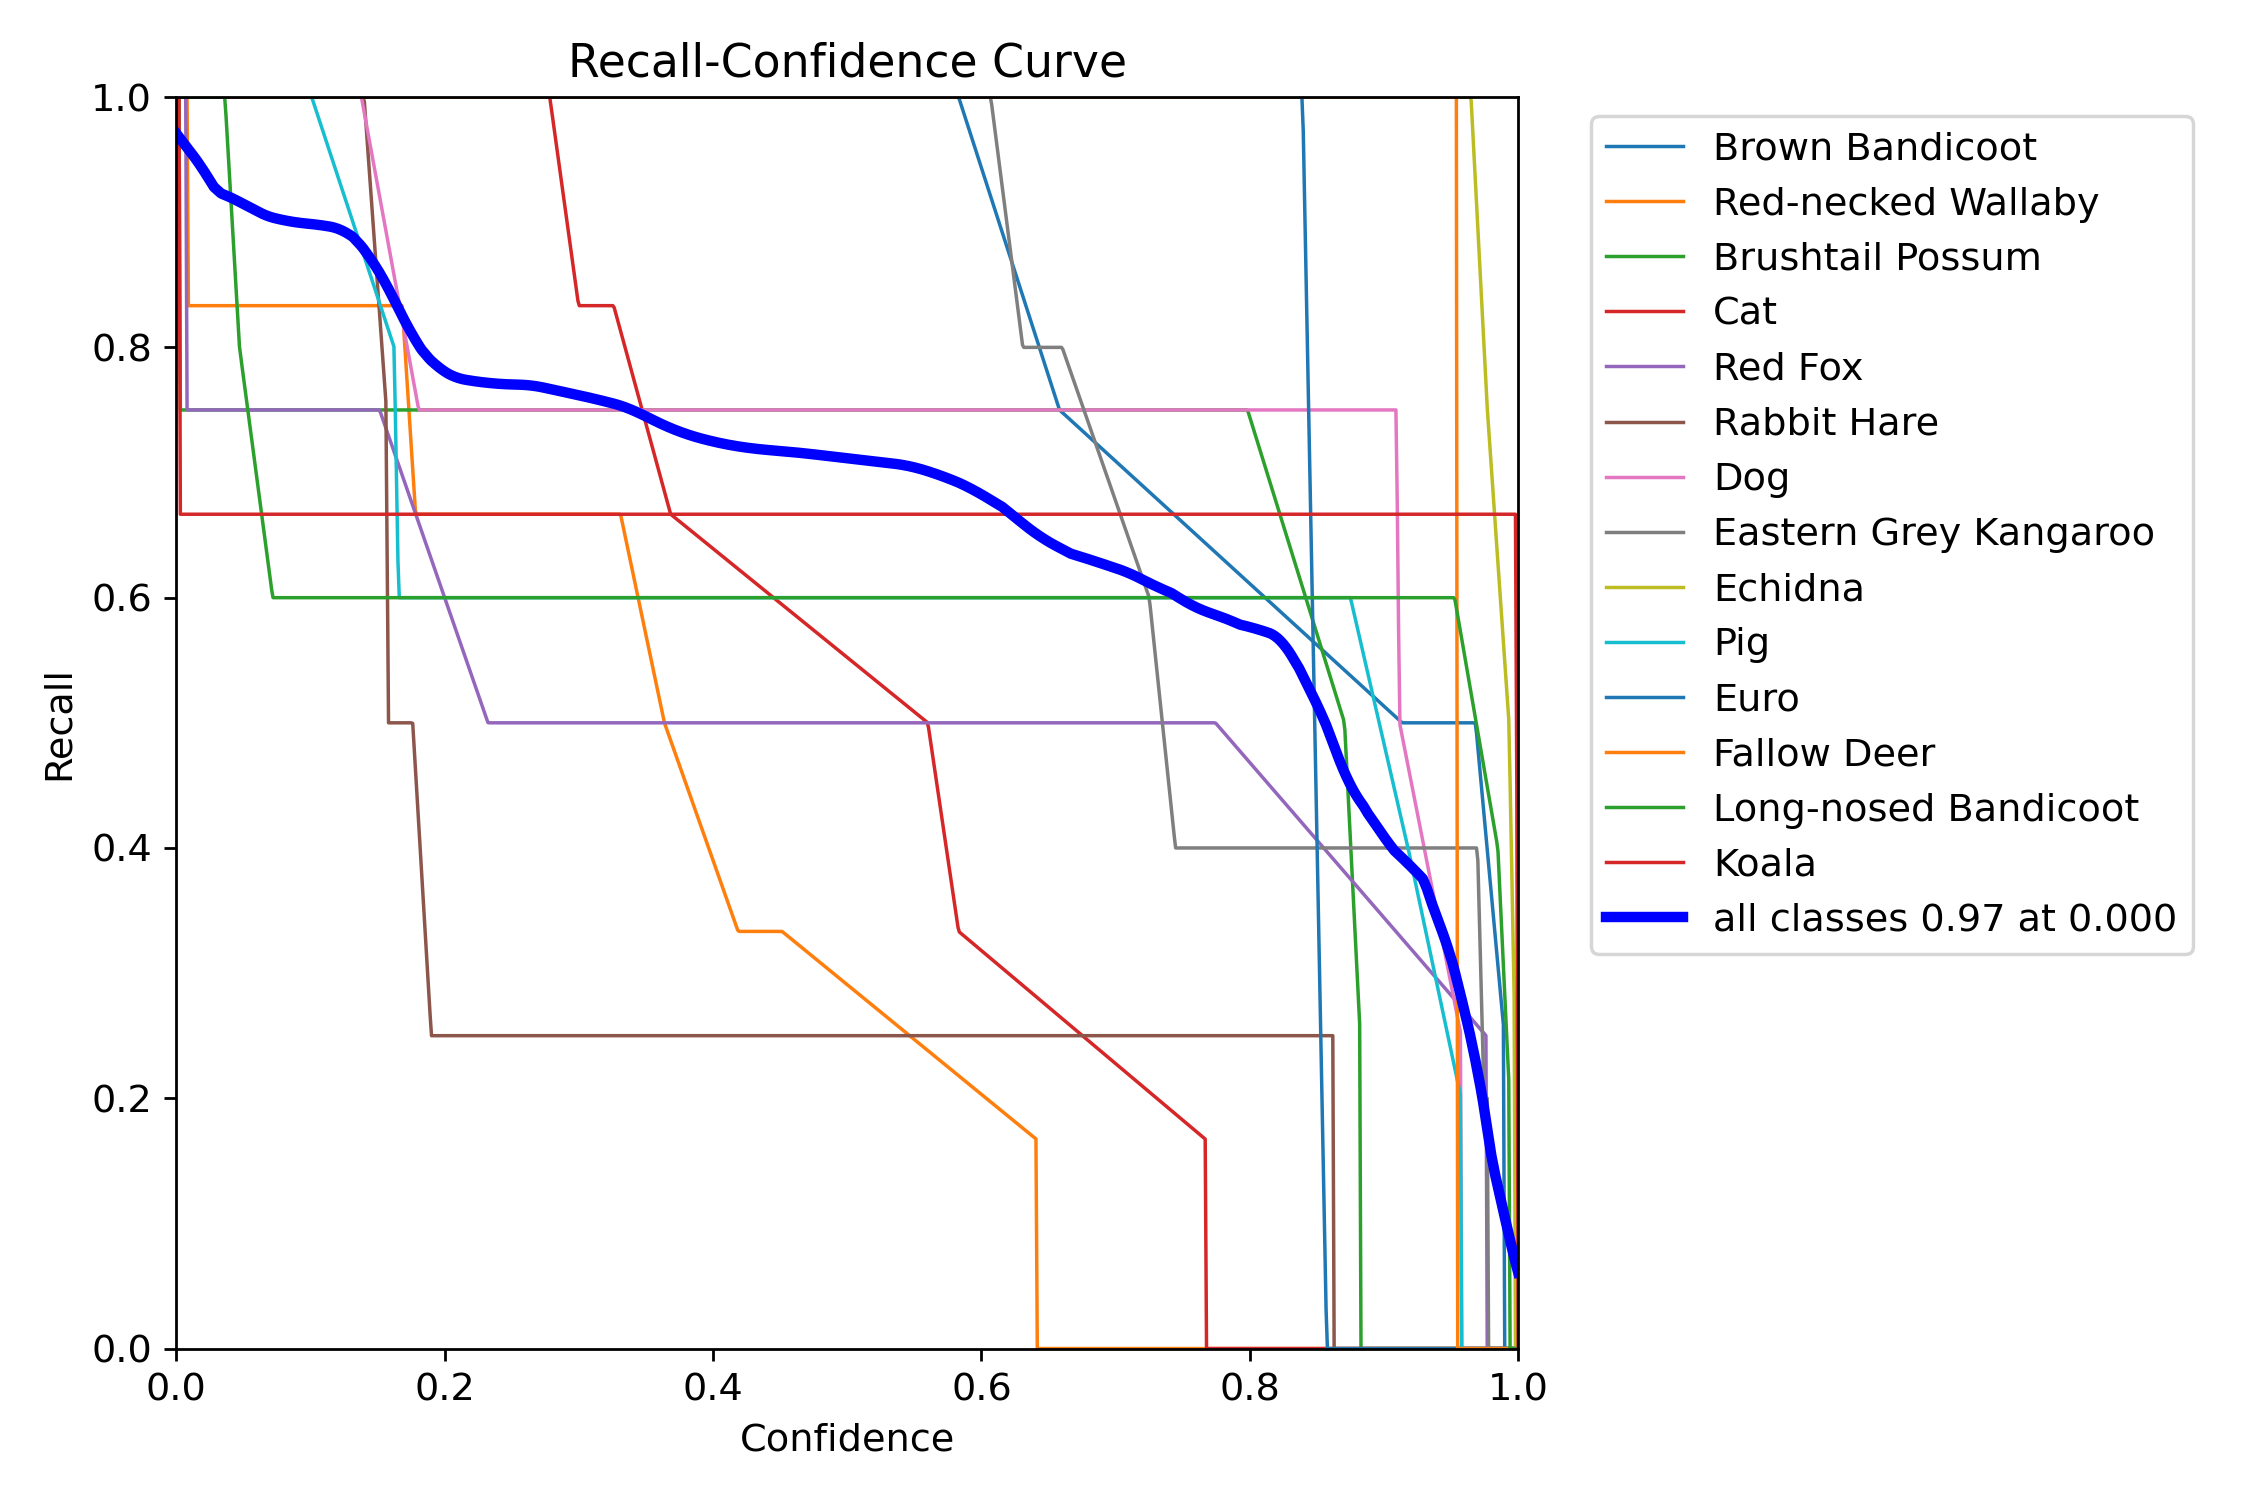 Recall-Confidence Curve
1.0
0.8
0.6
0.4
0.2
0.0
Recall
0.0 0.2 0.4 0.6 0.8 1.0
Confidence
Brown Bandicoot
Red-necked Wallaby
Brushtail Possum
Cat
Red Fox
Rabbit Hare
Dog
Eastern Grey Kangaroo
Echidna
Pig
Euro
Fallow Deer
Long-nosed Bandicoot
Koala
all classes 0.97 at 0.000